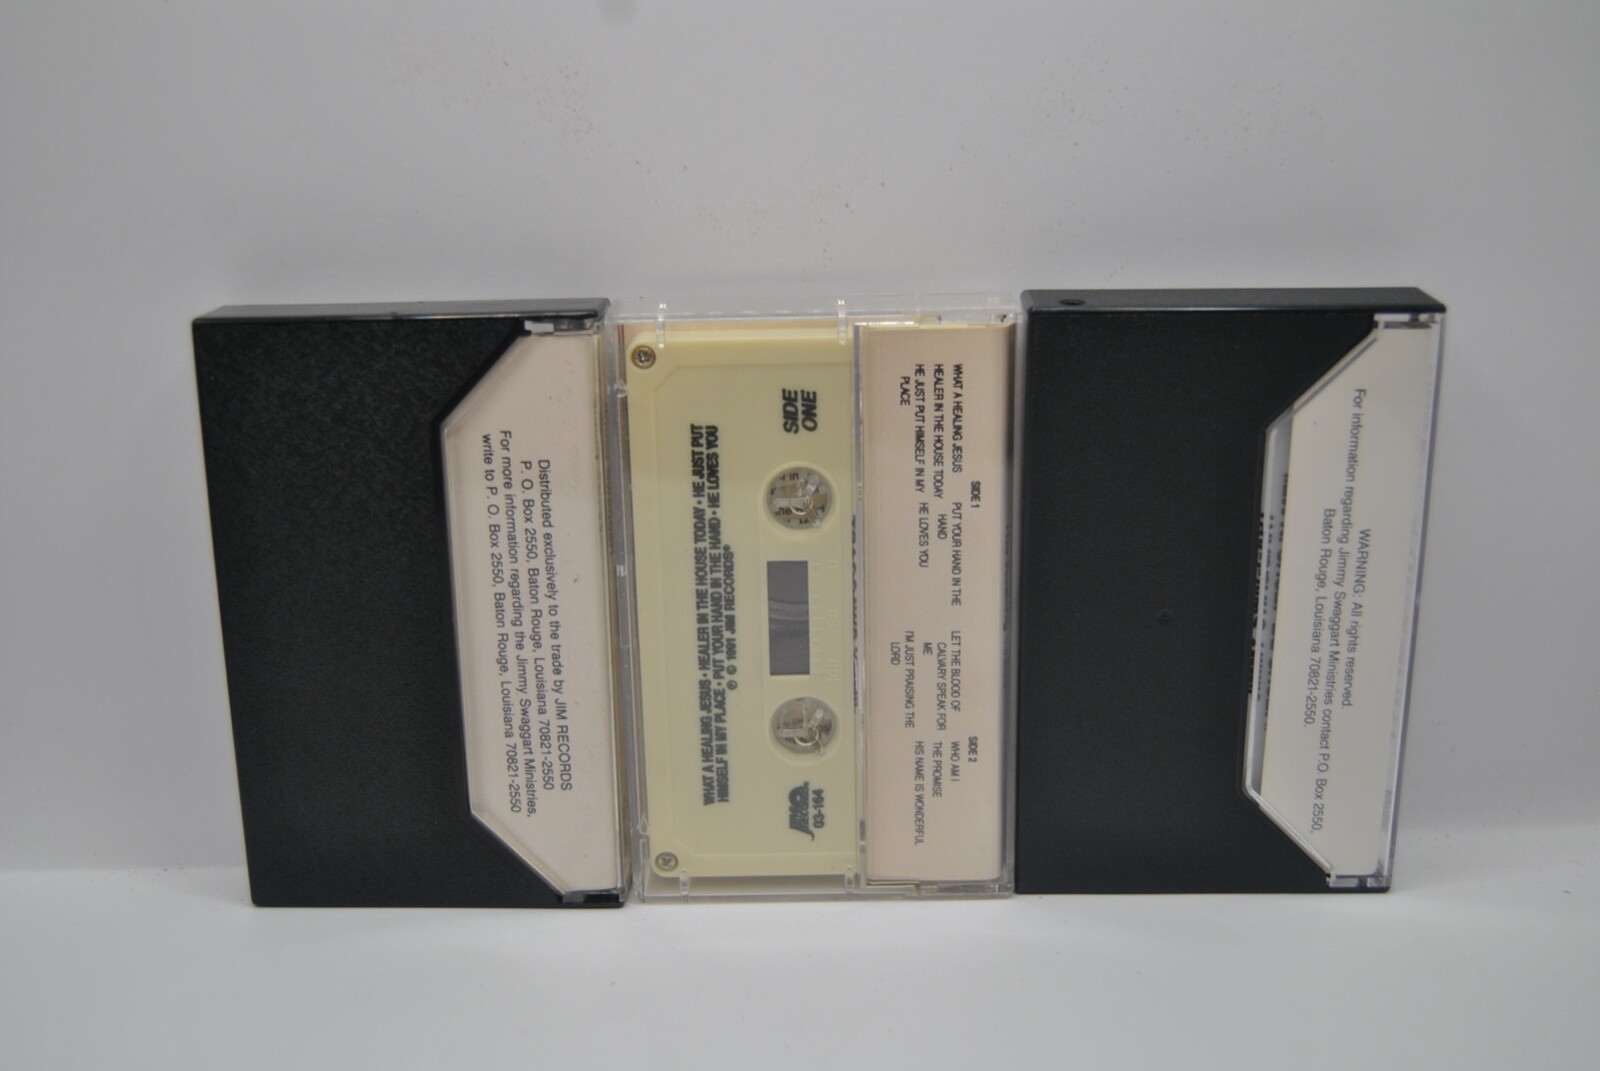 Distributed exclusively to the trade by JIM RECORDS
P. O. Box 2550, Baton Rouge, Louisiana 70821-2550
For more information regarding the Jimmy Swaggart Ministries,
write to P. O. Box 2550, Baton Rouge, Louisiana 70821-2550
SIDE
ONE
03-164
WHAT A HEALING JESUS • HEALER IN THE HOUSE TODAY • HE JUST PUT
HIMSELF IN MY PLACE • PUT YOUR HAND IN THE HAND • HE LOVES YOU
℗ © 1991 JIM RECORDS®
SIDE 1
WHAT A HEALING JESUS
HEALER IN THE HOUSE TODAY
HE JUST PUT HIMSELF IN MY
PLACE
PUT YOUR HAND IN THE
HAND
HE LOVES YOU
SIDE 2
LET THE BLOOD OF
CALVARY SPEAK FOR
ME
I'M JUST PRAISING THE
LORD
WHO AM I
THE PROMISE
HIS NAME IS WONDERFUL
WARNING: All rights reserved.
For information regarding Jimmy Swaggart Ministries contact P.O. Box 2550,
Baton Rouge, Louisiana 70821-2550.